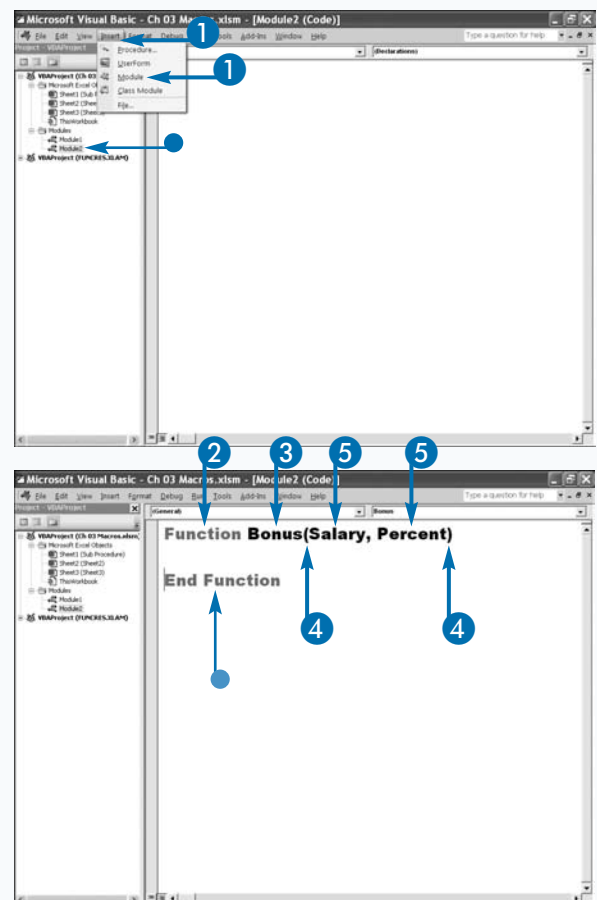 Microsoft Visual Basic - Ch 03 Macros.xlsm - [Module2 (Code)]
File Edit View Insert Format Debug Tools Add-Ins Window Help
Type a question for help
Project - VBAProject
(Declarations)
Procedure...
UserForm
Module
Class Module
File...
1
1
VBAProject (Ch 03
Microsoft Excel Ob
Sheet1 (Sub P
Sheet2 (Shee
Sheet3 (Sheet3)
ThisWorkbook
Modules
Module1
Module2
VBAProject (FUNCRES.XLAM)
2 3 5 5
Microsoft Visual Basic - Ch 03 Macros.xlsm - [Module2 (Code)]
File Edit View Insert Format Debug Run Tools Add-Ins Window Help
Type a question for help
Project - VBAProject
(General)
Bonus
VBAProject (Ch 03 Macros.xlsm)
Microsoft Excel Objects
Sheet1 (Sub Procedure)
Sheet2 (Sheet2)
Sheet3 (Sheet3)
ThisWorkbook
Modules
Module1
Module2
VBAProject (FUNCRES.XLAM)
Function Bonus(Salary, Percent)
End Function
4 4